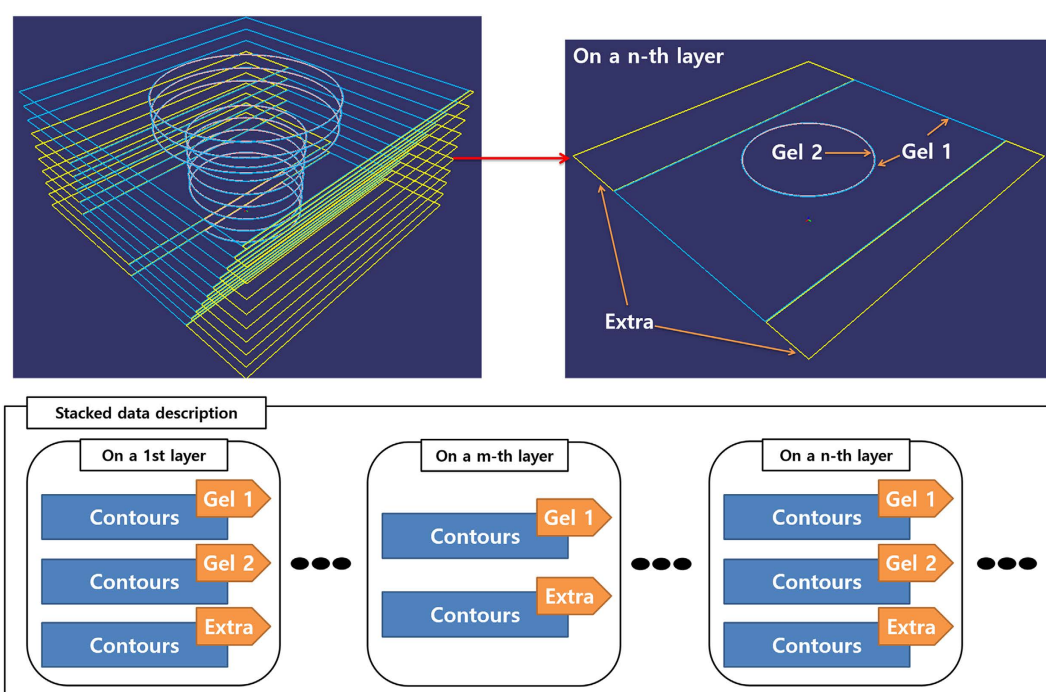 On a n-th layer
Gel 2
Gel 1
Extra
Stacked data description
On a 1st layer
Contours
Gel 1
Contours
Gel 2
Contours
Extra
On a m-th layer
Contours
Gel 1
Contours
Extra
On a n-th layer
Contours
Gel 1
Contours
Gel 2
Contours
Extra